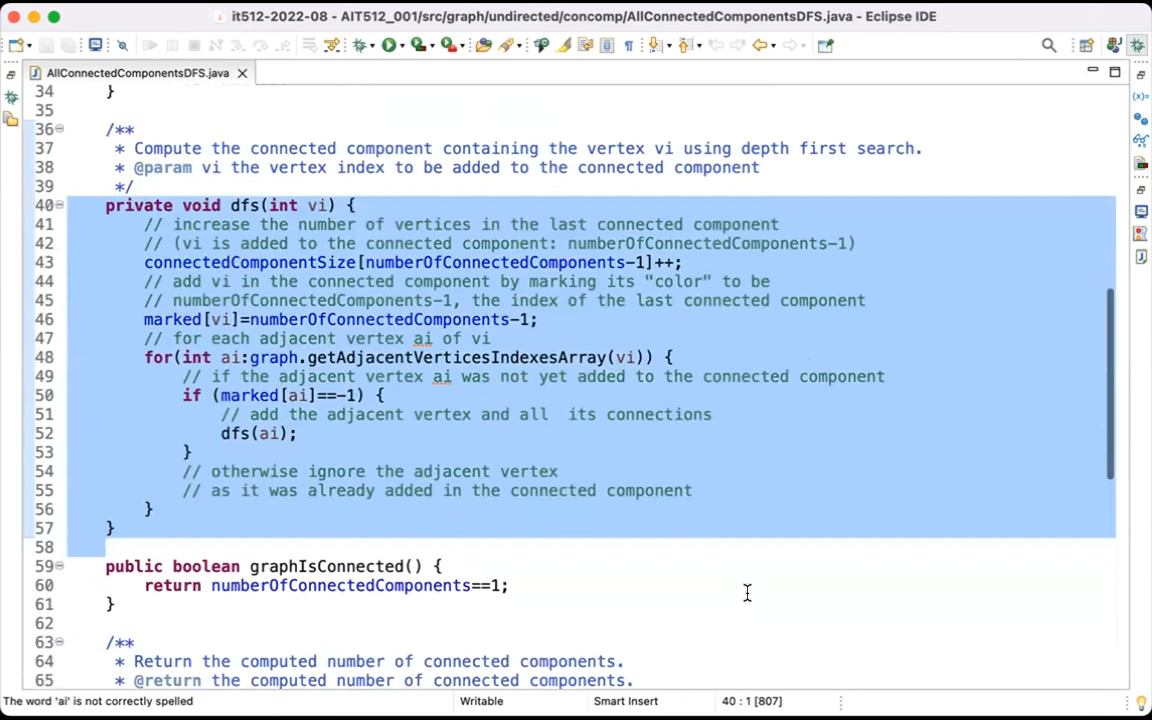 it512-2022-08 - AIT512_001/src/graph/undirected/concomp/AllConnectedComponentsDFS.java - Eclipse IDE
AllConnectedComponentsDFS.java
34 }
35
36 /**
37 * Compute the connected component containing the vertex vi using depth first search.
38 * @param vi the vertex index to be added to the connected component
39 */
40 private void dfs(int vi) {
41 // increase the number of vertices in the last connected component
42 // (vi is added to the connected component: numberOfConnectedComponents-1)
43 connectedComponentSize[numberOfConnectedComponents-1]++;
44 // add vi in the connected component by marking its "color" to be
45 // numberOfConnectedComponents-1, the index of the last connected component
46 marked[vi]=numberOfConnectedComponents-1;
47 // for each adjacent vertex ai of vi
48 for(int ai:graph.getAdjacentVerticesIndexesArray(vi)) {
49 // if the adjacent vertex ai was not yet added to the connected component
50 if (marked[ai]==-1) {
51 // add the adjacent vertex and all  its connections
52 dfs(ai);
53 }
54 // otherwise ignore the adjacent vertex
55 // as it was already added in the connected component
56 }
57 }
58
59 public boolean graphIsConnected() {
60 return numberOfConnectedComponents==1;
61 }
62
63 /**
64 * Return the computed number of connected components.
65 * @return the computed number of connected components.
The word 'ai' is not correctly spelled
Writable
Smart Insert
40 : 1 [807]